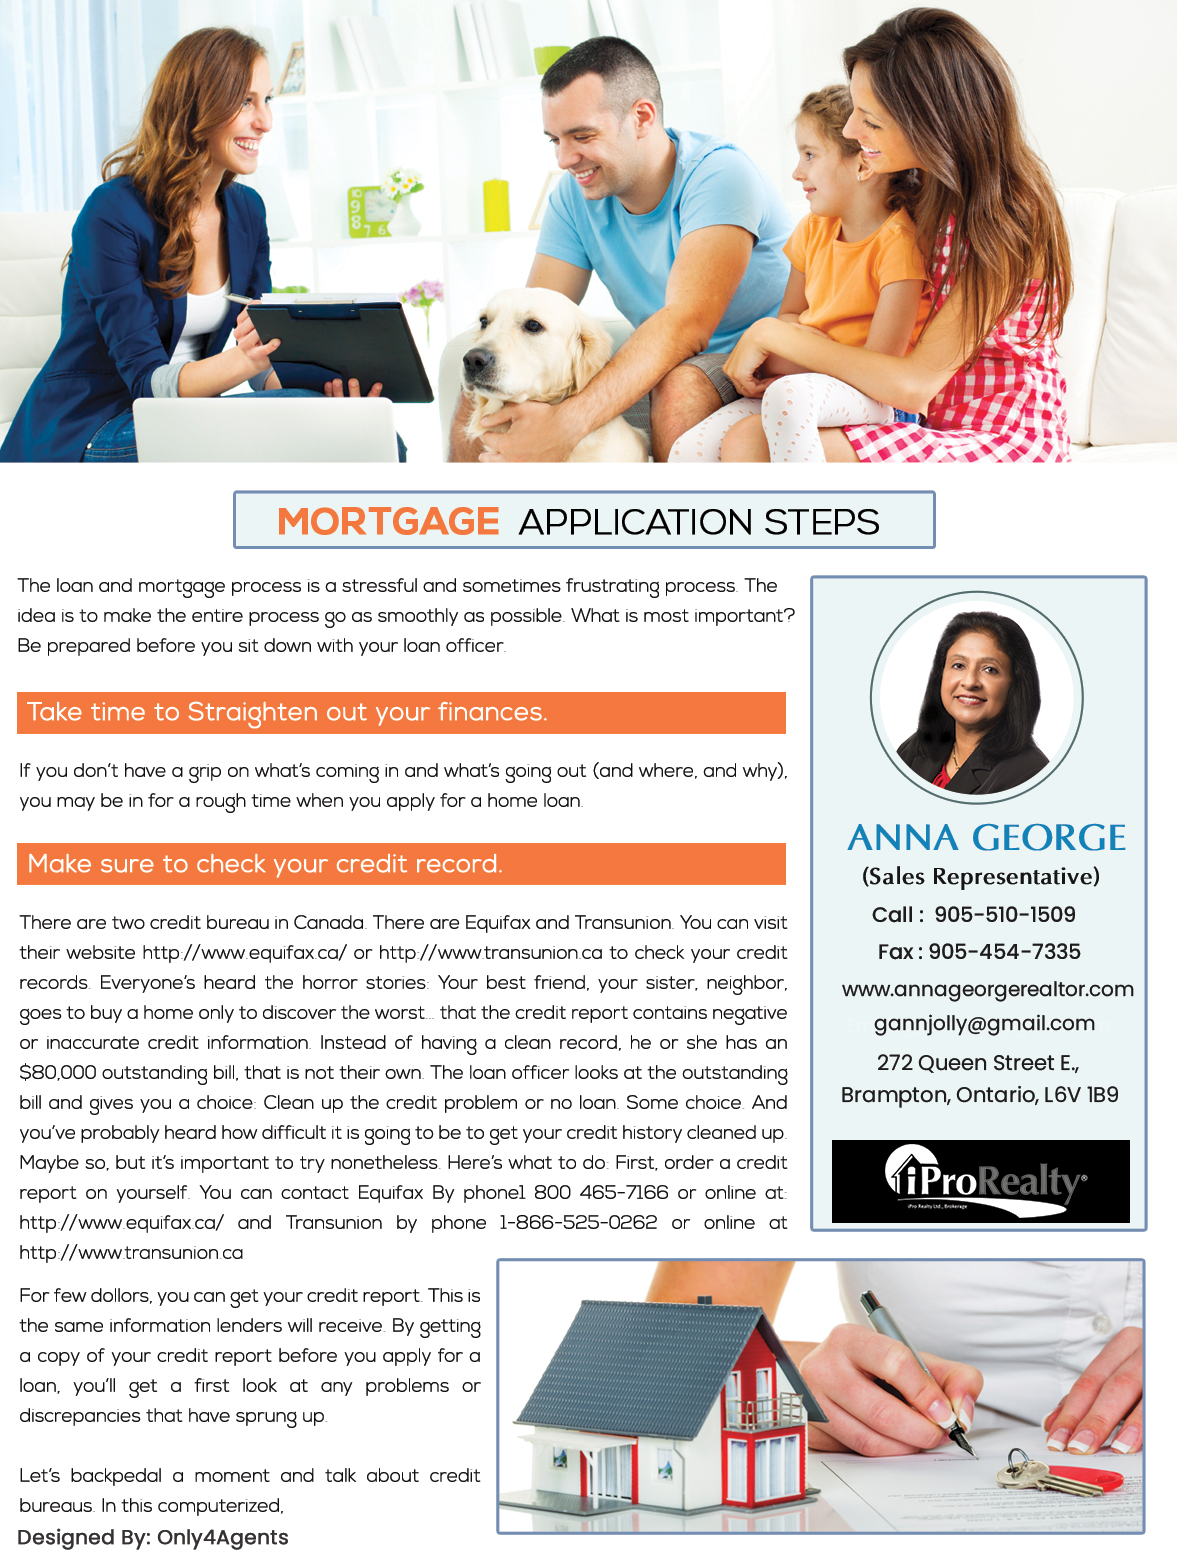 MORTGAGE APPLICATION STEPS
The loan and mortgage process is a stressful and sometimes frustrating process. The
idea is to make the entire process go as smoothly as possible. What is most important?
Be prepared before you sit down with your loan officer.
Take time to Straighten out your finances.
If you don't have a grip on what's coming in and what's going out (and where, and why),
you may be in for a rough time when you apply for a home loan.
Make sure to check your credit record.
There are two credit bureau in Canada. There are Equifax and Transunion. You can visit
their website http://www.equifax.ca/ or http://www.transunion.ca to check your credit
records. Everyone's heard the horror stories: Your best friend, your sister, neighbor,
goes to buy a home only to discover the worst... that the credit report contains negative
or inaccurate credit information. Instead of having a clean record, he or she has an
$80,000 outstanding bill, that is not their own. The loan officer looks at the outstanding
bill and gives you a choice: Clean up the credit problem or no loan. Some choice. And
you've probably heard how difficult it is going to be to get your credit history cleaned up.
Maybe so, but it's important to try nonetheless. Here's what to do: First, order a credit
report on yourself. You can contact Equifax By phone1 800 465-7166 or online at:
http://www.equifax.ca/ and Transunion by phone 1-866-525-0262 or online at
http://www.transunion.ca
For few dollors, you can get your credit report. This is
the same information lenders will receive. By getting
a copy of your credit report before you apply for a
loan, you'll get a first look at any problems or
discrepancies that have sprung up.
Let's backpedal a moment and talk about credit
bureaus. In this computerized,
Designed By: Only4Agents
ANNA GEORGE
(Sales Representative)
Call : 905-510-1509
Fax : 905-454-7335
www.annageorgerealtor.com
gannjolly@gmail.com
272 Queen Street E.,
Brampton, Ontario, L6V 1B9
iProRealty®
iPro Realty Ltd., Brokerage